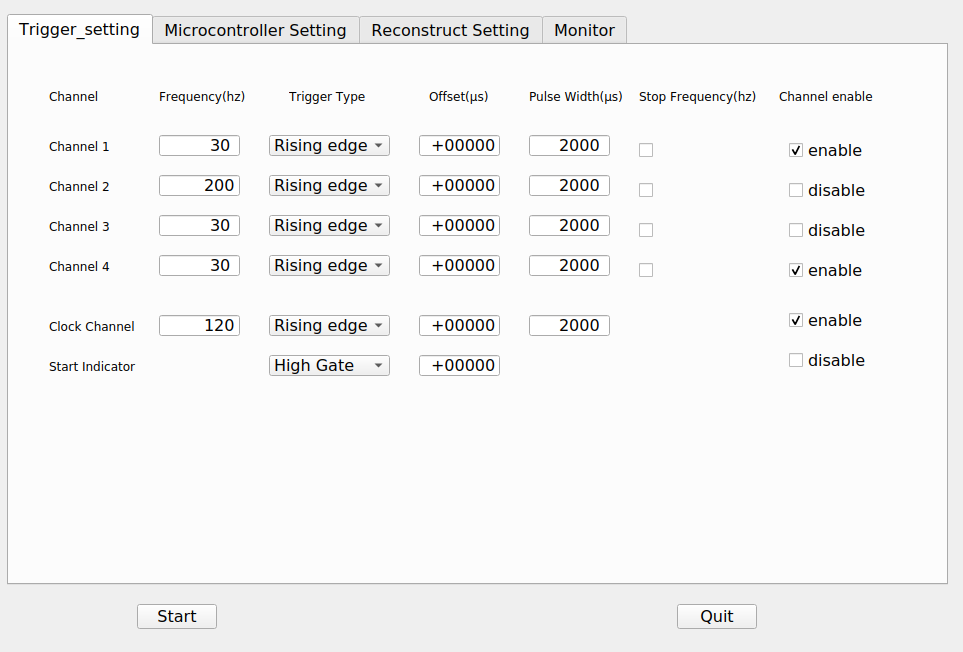 Trigger_setting Microcontroller Setting Reconstruct Setting Monitor
Channel Frequency(hz) Trigger Type Offset(µs) Pulse Width(µs) Stop Frequency(hz) Channel enable
Channel 1 30 Rising edge +00000 2000 enable
Channel 2 200 Rising edge +00000 2000 disable
Channel 3 30 Rising edge +00000 2000 disable
Channel 4 30 Rising edge +00000 2000 enable
Clock Channel 120 Rising edge +00000 2000 enable
Start Indicator High Gate +00000 disable
Start Quit